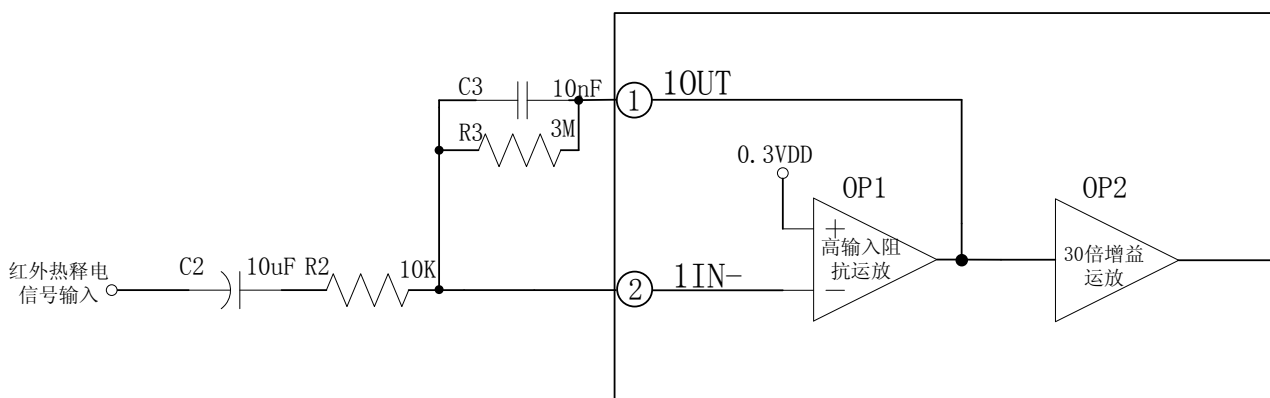 C3
10nF
1
1OUT
R3
3M
0.3VDD
OP1
OP2
+
高输入阻
抗运放
30倍增益
运放
红外热释电
信号输入
C2
10uF
R2
10K
2
1IN-
−